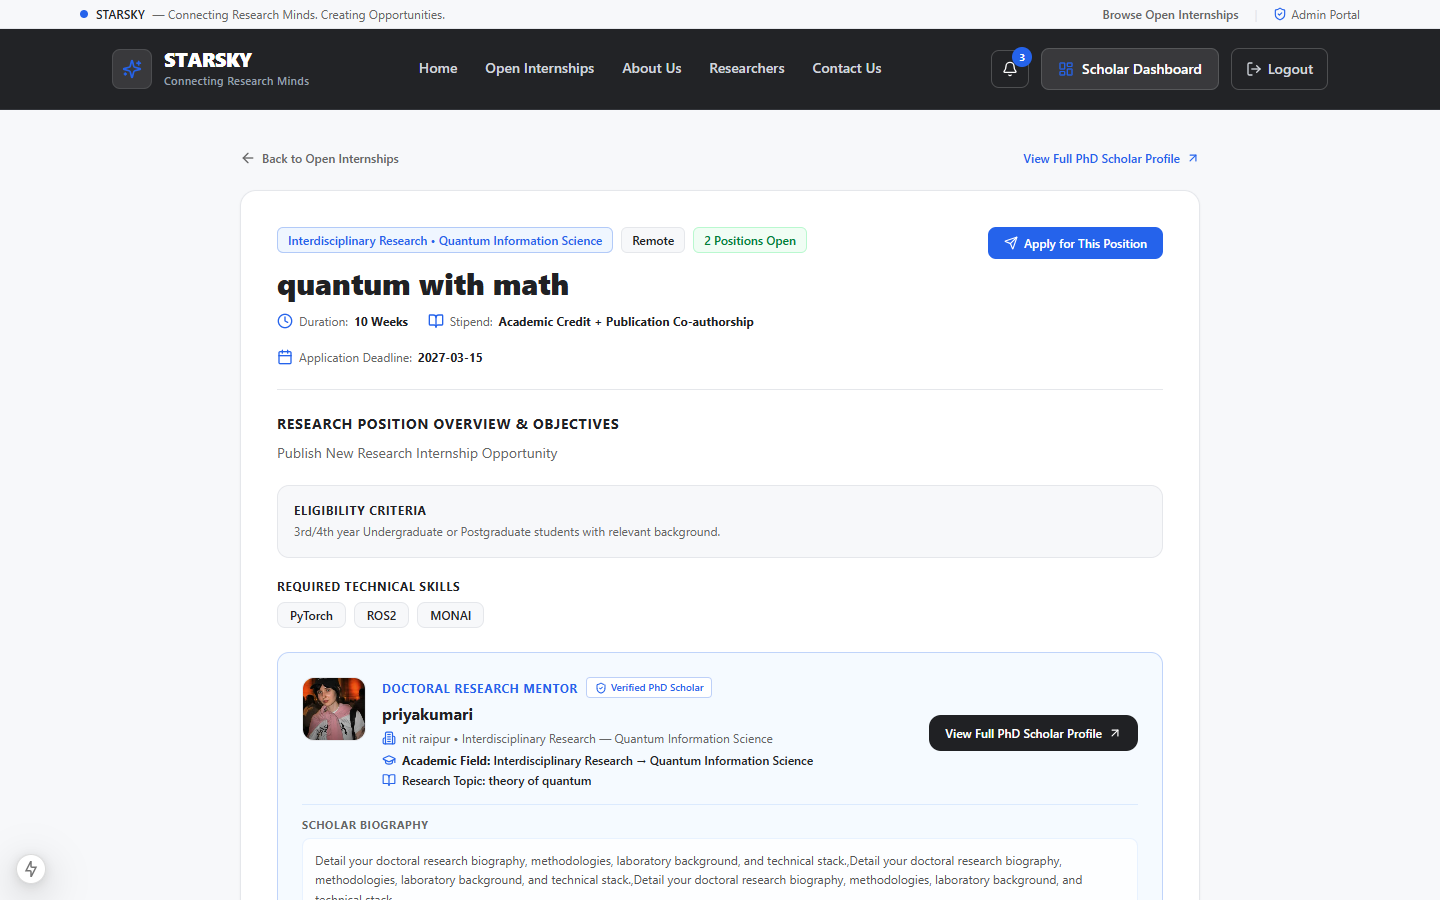 STARSKY — Connecting Research Minds. Creating Opportunities.
Browse Open Internships
Admin Portal
STARSKY
Connecting Research Minds
Home
Open Internships
About Us
Researchers
Contact Us
3
Scholar Dashboard
Logout
Back to Open Internships
View Full PhD Scholar Profile
Interdisciplinary Research • Quantum Information Science
Remote
2 Positions Open
Apply for This Position
quantum with math
Duration: 10 Weeks
Stipend: Academic Credit + Publication Co-authorship
Application Deadline: 2027-03-15
RESEARCH POSITION OVERVIEW & OBJECTIVES
Publish New Research Internship Opportunity
ELIGIBILITY CRITERIA
3rd/4th year Undergraduate or Postgraduate students with relevant background.
REQUIRED TECHNICAL SKILLS
PyTorch
ROS2
MONAI
DOCTORAL RESEARCH MENTOR
Verified PhD Scholar
priyakumari
nit raipur • Interdisciplinary Research — Quantum Information Science
Academic Field: Interdisciplinary Research → Quantum Information Science
Research Topic: theory of quantum
View Full PhD Scholar Profile
SCHOLAR BIOGRAPHY
Detail your doctoral research biography, methodologies, laboratory background, and technical stack.,Detail your doctoral research biography,
methodologies, laboratory background, and technical stack.,Detail your doctoral research biography, methodologies, laboratory background, and
technical stack.